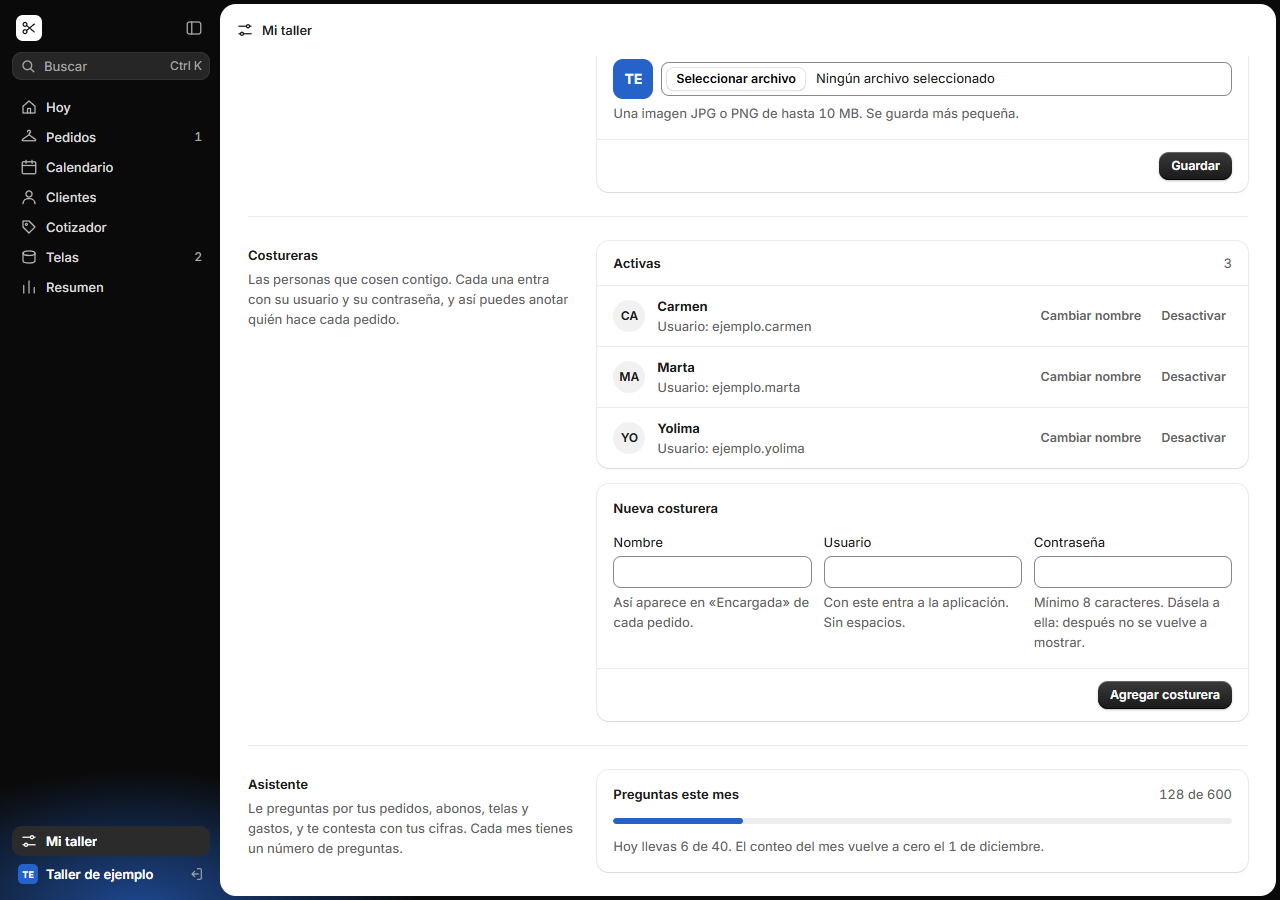 Buscar
Ctrl K
Hoy
Pedidos 1
Calendario
Clientes
Cotizador
Telas 2
Resumen
Mi taller
TE Taller de ejemplo
Mi taller
TE Seleccionar archivo Ningún archivo seleccionado
Una imagen JPG o PNG de hasta 10 MB. Se guarda más pequeña.
Guardar
Costureras
Las personas que cosen contigo. Cada una entra
con su usuario y su contraseña, y así puedes anotar
quién hace cada pedido.
Activas 3
CA Carmen
Usuario: ejemplo.carmen
Cambiar nombre Desactivar
MA Marta
Usuario: ejemplo.marta
Cambiar nombre Desactivar
YO Yolima
Usuario: ejemplo.yolima
Cambiar nombre Desactivar
Nueva costurera
Nombre
Así aparece en «Encargada» de
cada pedido.
Usuario
Con este entra a la aplicación.
Sin espacios.
Contraseña
Mínimo 8 caracteres. Dásela a
ella: después no se vuelve a
mostrar.
Agregar costurera
Asistente
Le preguntas por tus pedidos, abonos, telas y
gastos, y te contesta con tus cifras. Cada mes tienes
un número de preguntas.
Preguntas este mes 128 de 600
Hoy llevas 6 de 40. El conteo del mes vuelve a cero el 1 de diciembre.